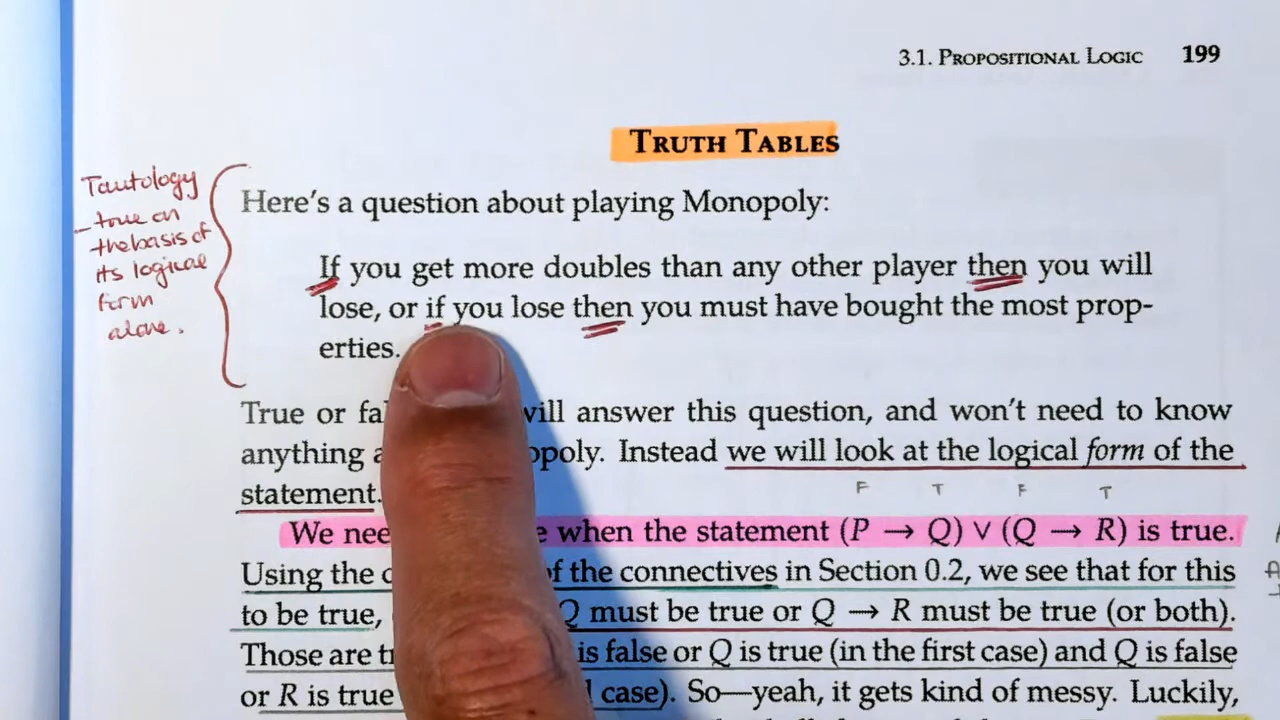 3.1. PROPOSITIONAL LOGIC 199
TRUTH TABLES
Tautology
– true on
the basis of
its logical
form
alone.
Here's a question about playing Monopoly:
If you get more doubles than any other player then you will
lose, or if you lose then you must have bought the most prop-
erties.
True or will answer this question, and won't need to know
anything Instead we will look at the logical form of the
statement.
F T F T
We when the statement (P → Q) ∨ (Q → R) is true.
Using the of the connectives in Section 0.2, we see that for this
to be true, Q must be true or Q → R must be true (or both).
Those are is false or Q is true (in the first case) and Q is false
or R is true case). So—yeah, it gets kind of messy. Luckily,